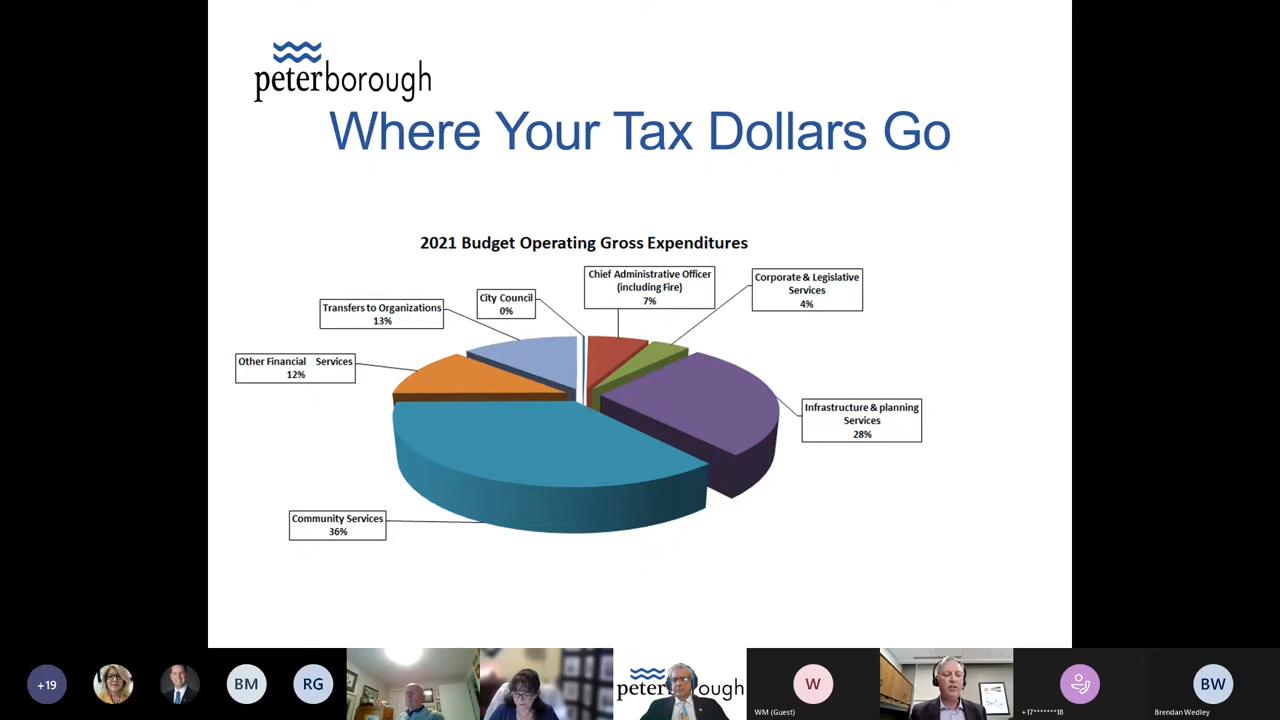 peterborough
Where Your Tax Dollars Go
2021 Budget Operating Gross Expenditures
Chief Administrative Officer
(including Fire)
7%
Corporate & Legislative
Services
4%
City Council
0%
Transfers to Organizations
13%
Other Financial Services
12%
Infrastructure & planning
Services
28%
Community Services
36%
+19
BM
RG
peterborough
W
WM (Guest)
+17*******18
BW
Brendan Wedley